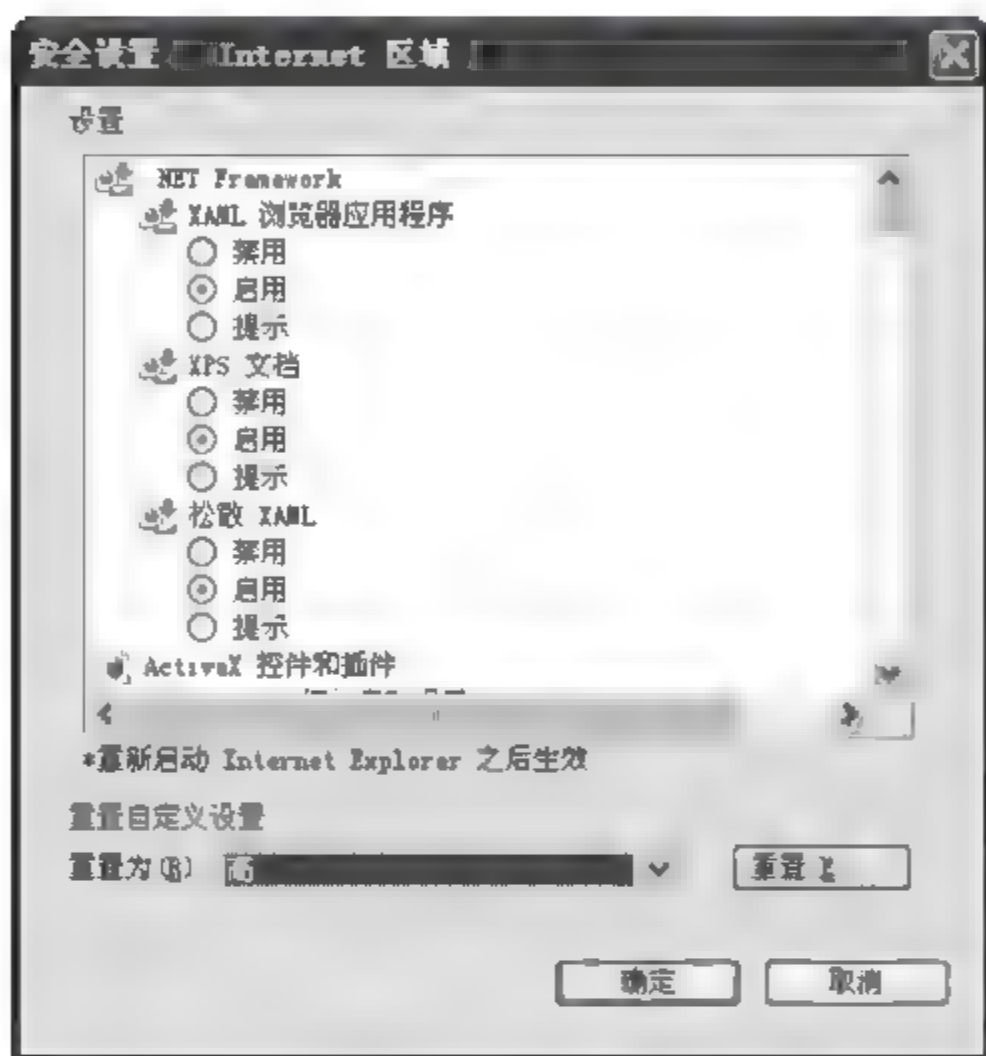 安全设置 Internet 区域
设置
NET Framework
XAML 浏览器应用程序
禁用
启用
提示
XPS 文档
禁用
启用
提示
松散 XAML
禁用
启用
提示
ActiveX 控件和插件
*重新启动 Internet Explorer 之后生效
重置自定义设置
重置为(R)
重置
确定
取消